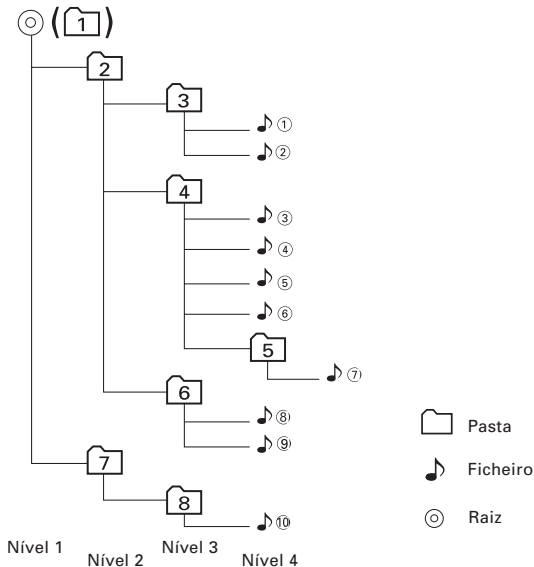 (1)
2
3
①
②
4
③
④
⑤
⑥
5
⑦
6
⑧
⑨
7
8
⑩
Pasta
Ficheiro
Raiz
Nível 1
Nível 2
Nível 3
Nível 4